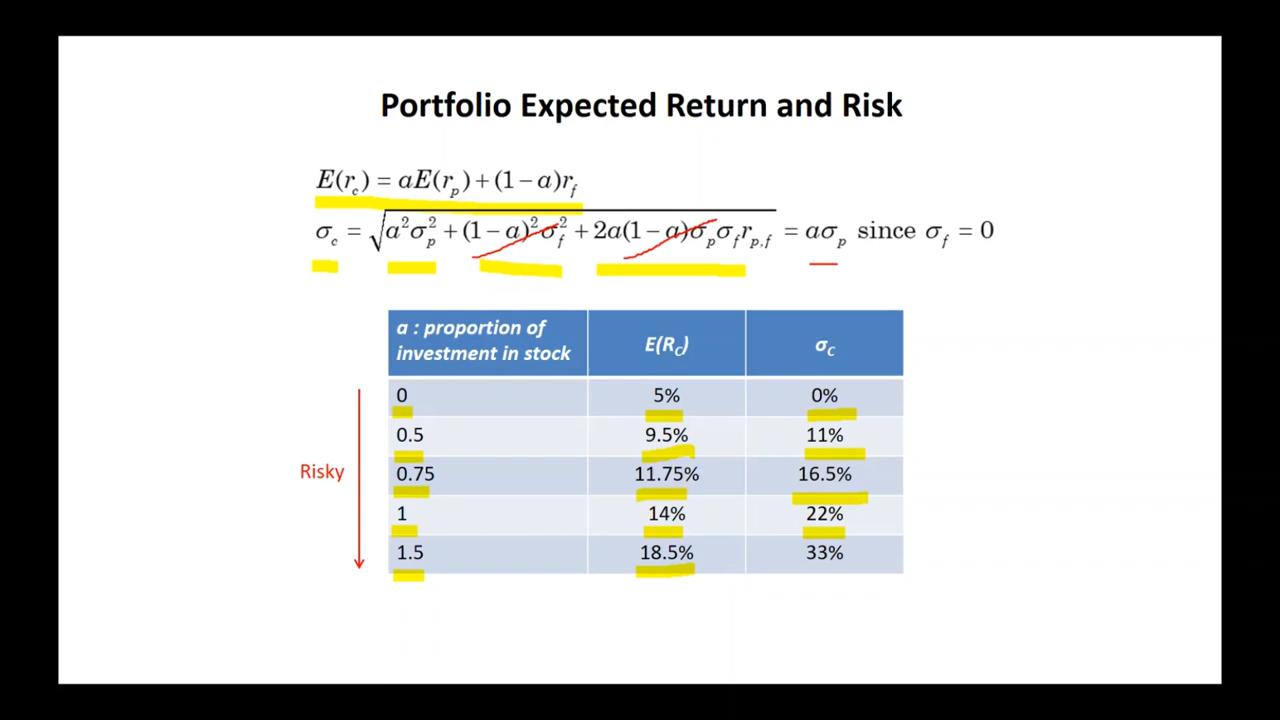 Portfolio Expected Return and Risk
E(r_c) = aE(r_p) + (1 − a)r_f
σ_c = √(a²σ_p² + (1 − a)²σ_f² + 2a(1 − a)σ_pσ_f r_{p,f}) = aσ_p since σ_f = 0
a : proportion of investment in stock E(R_C) σ_C
0 5% 0%
0.5 9.5% 11%
Risky
0.75 11.75% 16.5%
1 14% 22%
1.5 18.5% 33%